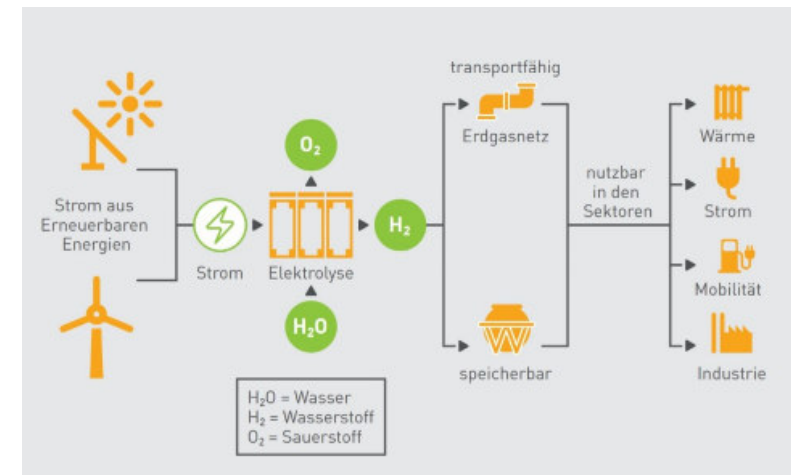 transportfähig
Erdgasnetz
O₂
Strom aus
Erneuerbaren
Energien
Strom
Elektrolyse
H₂
H₂O
speicherbar
nutzbar
in den
Sektoren
Wärme
Strom
Mobilität
Industrie
H₂O = Wasser
H₂ = Wasserstoff
O₂ = Sauerstoff